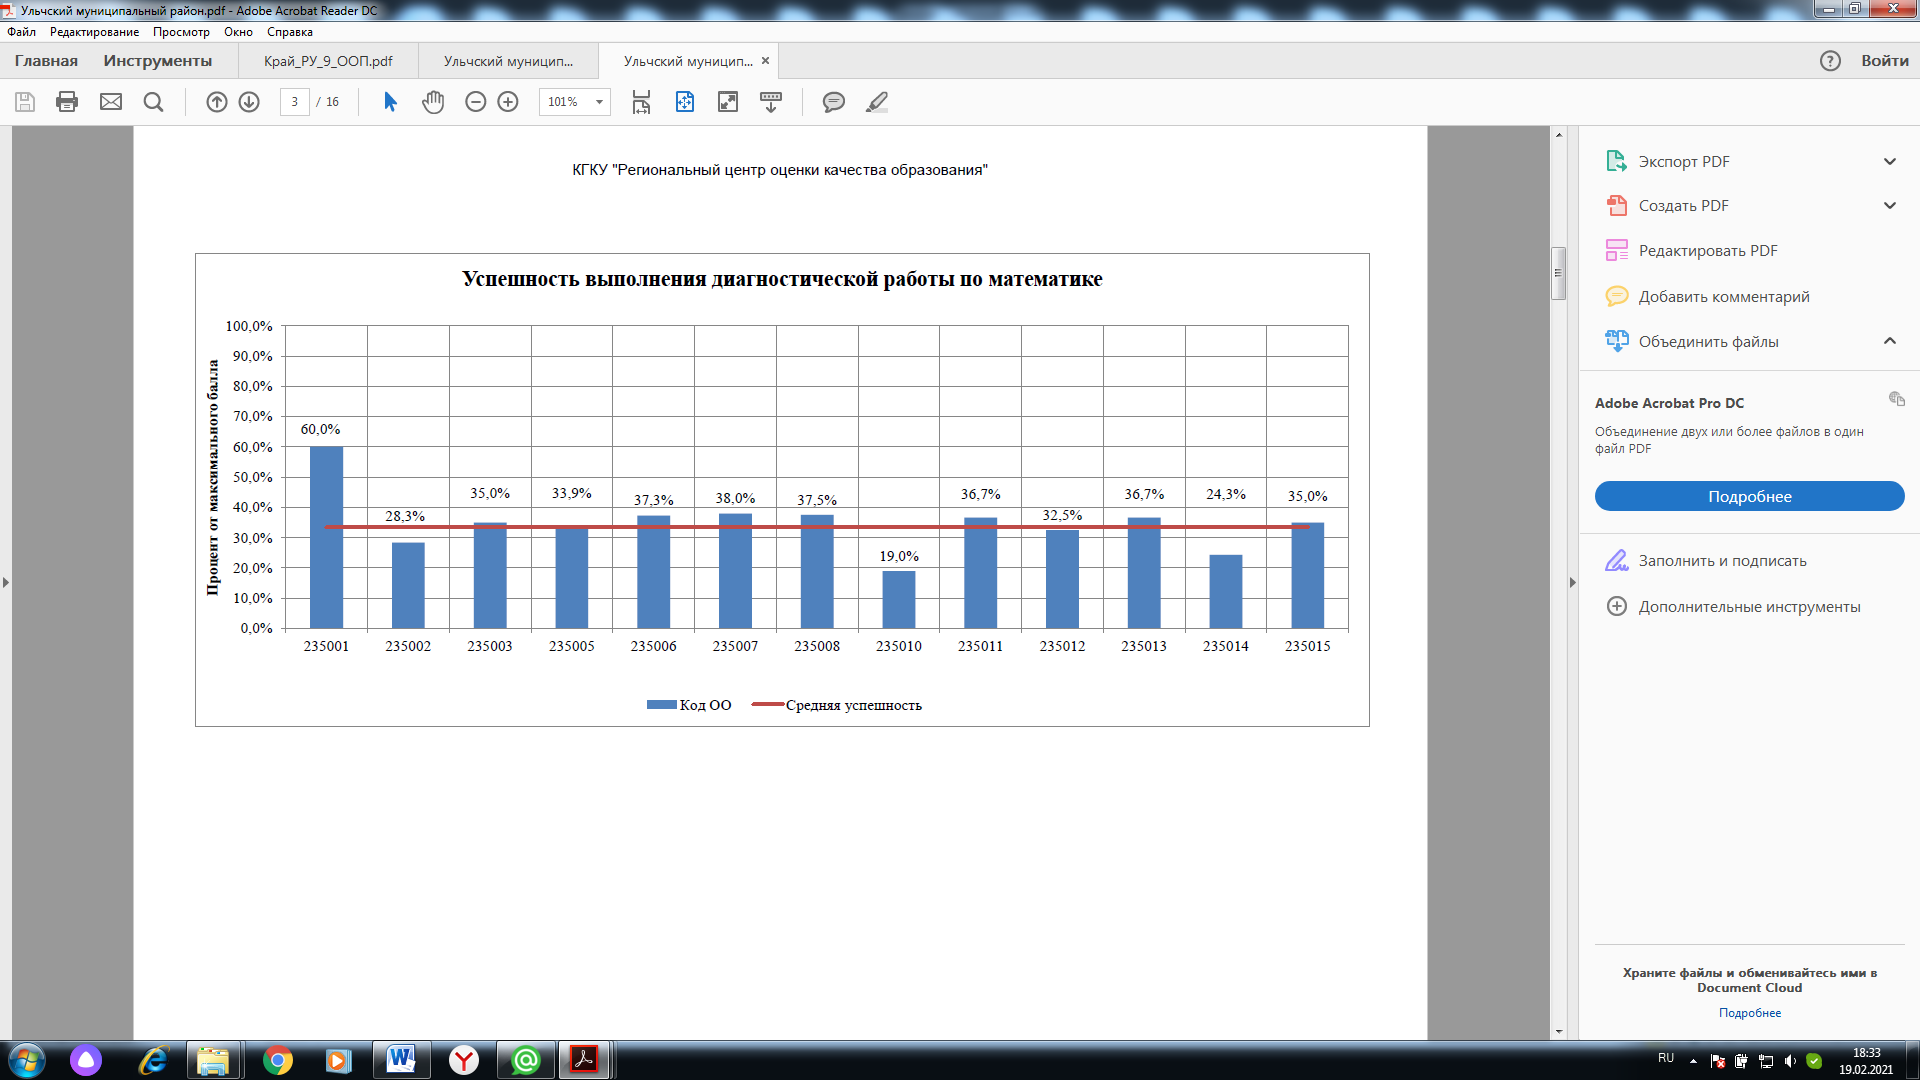 Ульчский муниципальный район.pdf - Adobe Acrobat Reader DC
Файл Редактирование Просмотр Окно Справка
Главная Инструменты Край_РУ_9_ООП.pdf Ульчский муницип... Ульчский муницип... ×
? Войти
3 / 16 101%
КГКУ "Региональный центр оценки качества образования"
Успешность выполнения диагностической работы по математике
Процент от максимального балла
100,0%
90,0%
80,0%
70,0%
60,0%
50,0%
40,0%
30,0%
20,0%
10,0%
0,0%
60,0% 28,3% 35,0% 33,9% 37,3% 38,0% 37,5% 19,0% 36,7% 32,5% 36,7% 24,3% 35,0%
235001 235002 235003 235005 235006 235007 235008 235010 235011 235012 235013 235014 235015
Код ОО Средняя успешность
Экспорт PDF
Создать PDF
Редактировать PDF
Добавить комментарий
Объединить файлы
Adobe Acrobat Pro DC
Объединение двух или более файлов в один
файл PDF
Подробнее
Заполнить и подписать
Дополнительные инструменты
Храните файлы и обменивайтесь ими в
Document Cloud
Подробнее
RU
18:33
19.02.2021